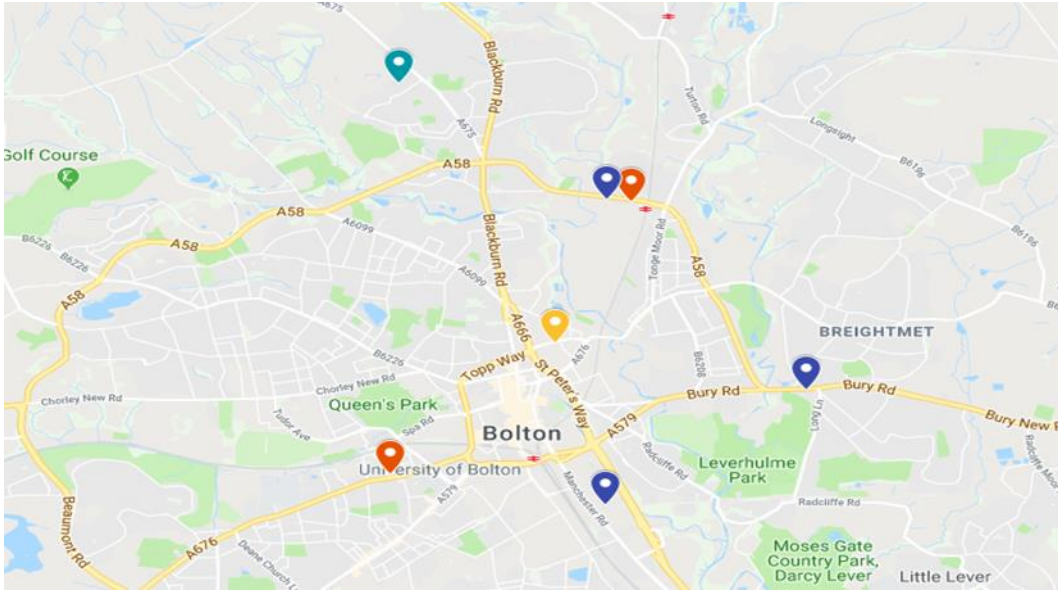 A675
Blackburn Rd
Turton Rd
Longsight
A675
B6196
Golf Course
A58
A58
A58
B6226
B6226
A6099
Blackburn Rd
Tonge Moor Rd
B6196
A58
A6099
A58
A666
A676
BREIGHTMET
B6226
Topp Way
St Peter's Way
B6208
Chorley New Rd
Chorley New Rd
Bury Rd
Bury Rd
Queen's Park
Tudor Ave
Spa Rd
Long Ln
Bury New R
Bolton
A579
University of Bolton
Radcliffe Rd
Leverhulme
Park
Radcliffe Moo
A579
Manchester Rd
Radcliffe Rd
Beaumont Rd
A676
Deane Church L
Moses Gate
Country Park,
Darcy Lever
Little Lever